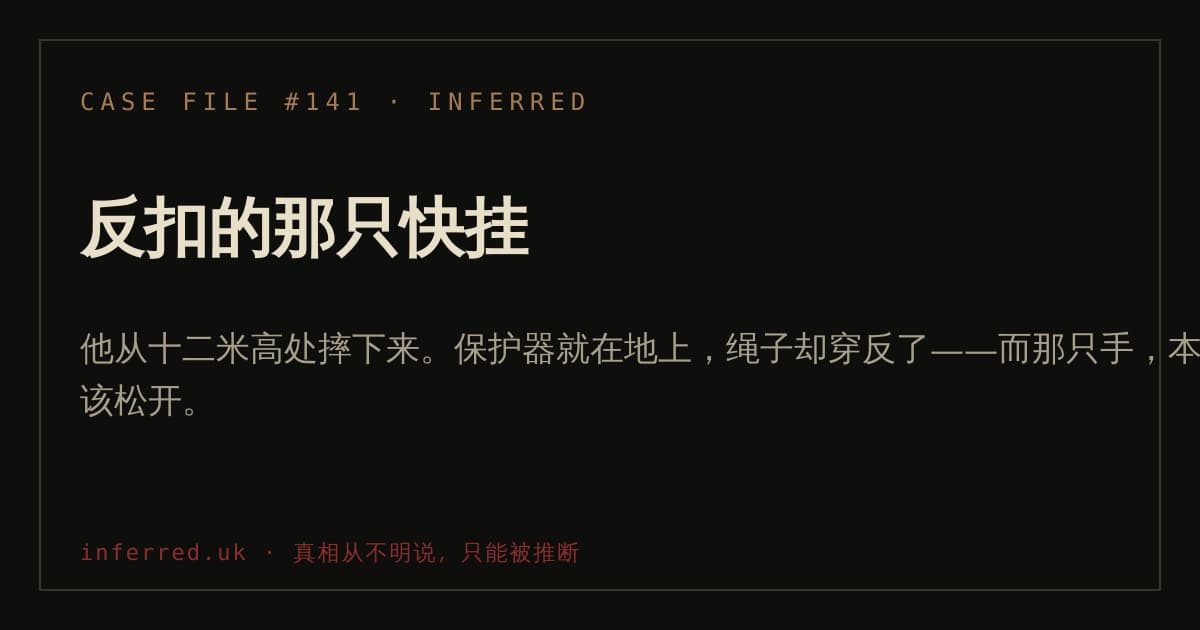 CASE FILE #141 · INFERRED
反扣的那只快挂
他从十二米高处摔下来。保护器就在地上，绳子却穿反了——而那只手，本
该松开。
inferred.uk · 真相从不明说，只能被推断